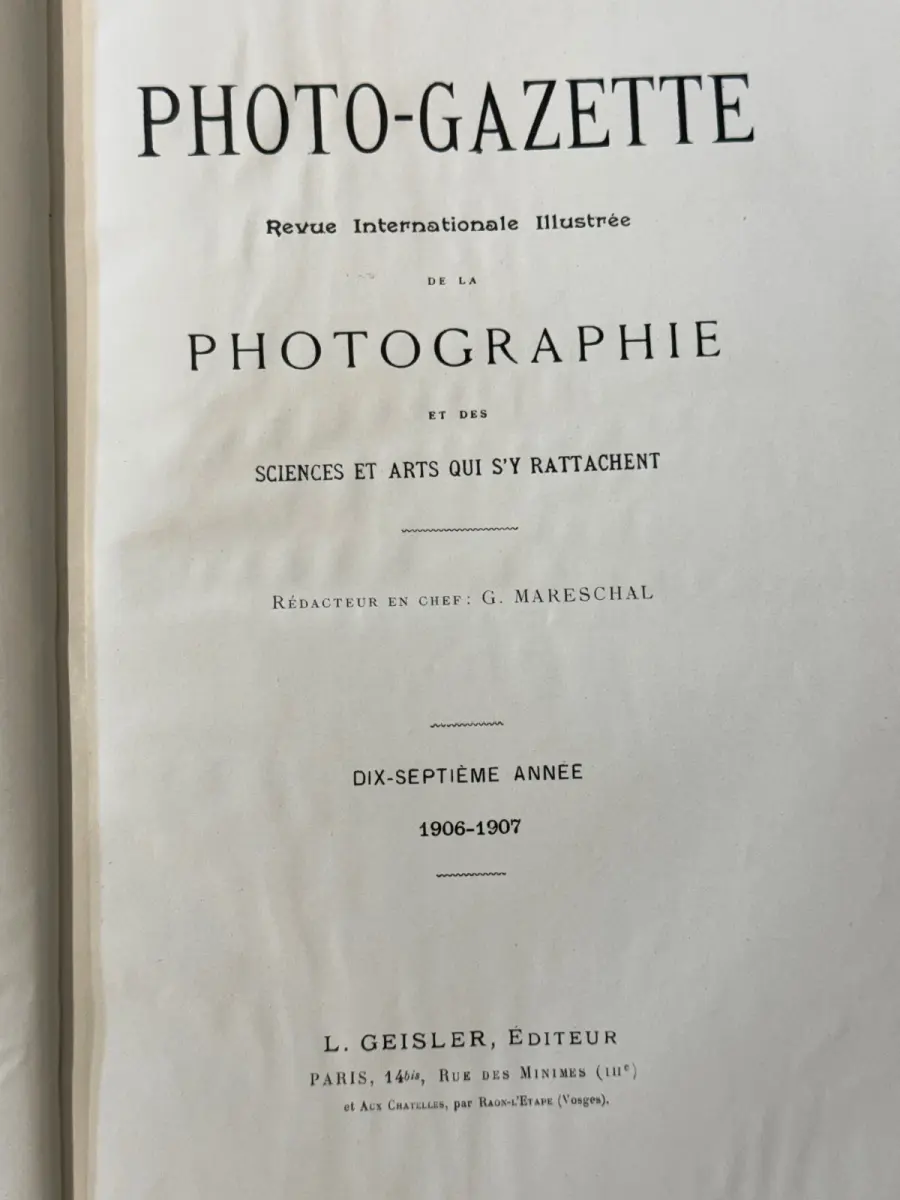 PHOTO-GAZETTE
Revue Internationale Illustrée
DE LA
PHOTOGRAPHIE
ET DES
SCIENCES ET ARTS QUI S'Y RATTACHENT
RÉDACTEUR EN CHEF: G. MARESCHAL
DIX-SEPTIÈME ANNÉE
1906-1907
L. GEISLER, ÉDITEUR
PARIS, 14bis, RUE DES MINIMES (IIIe)
et AUX CHATELLES, par RAON-L'ETAPE (Vosges).